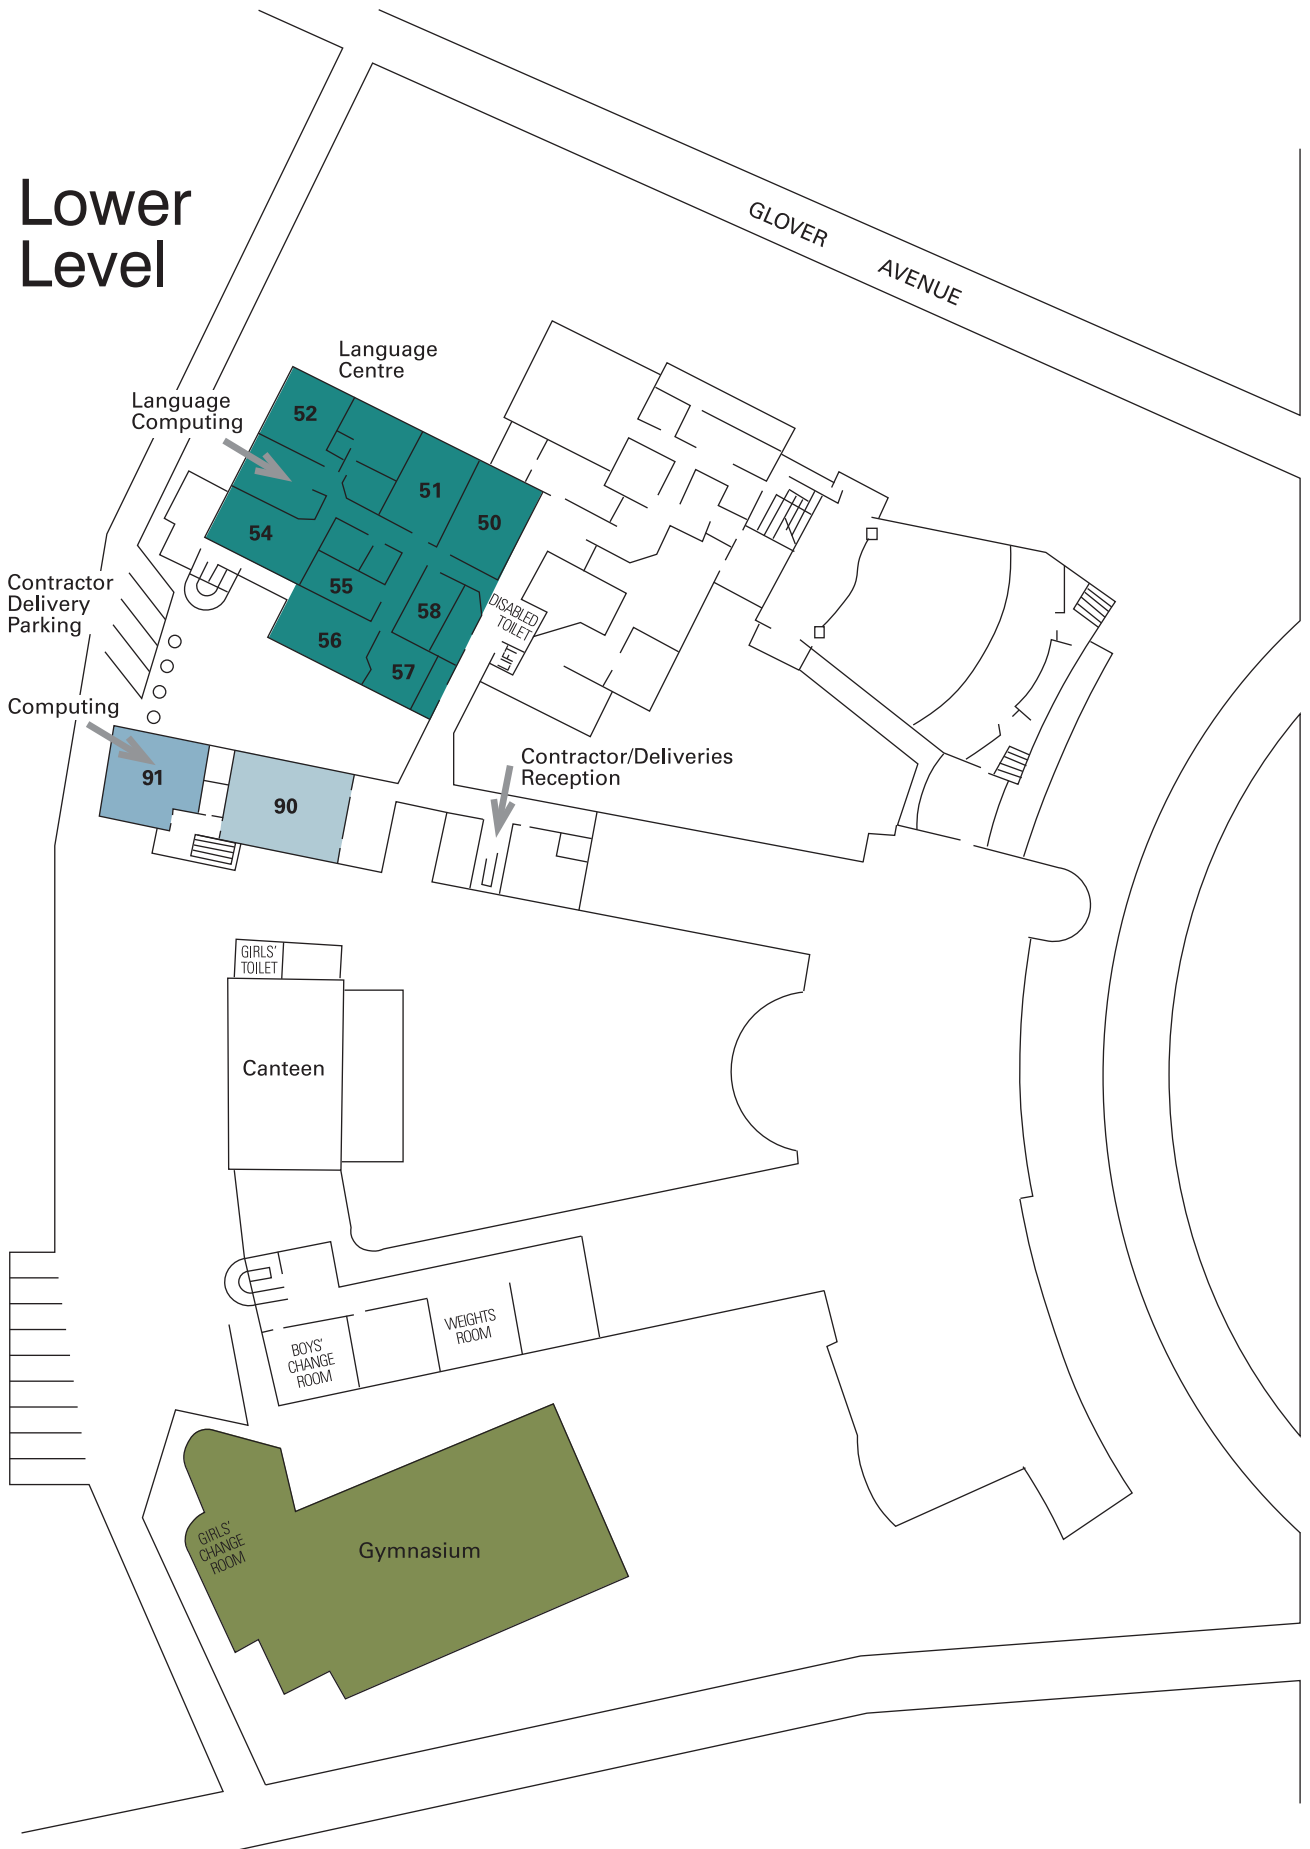 Lower
Level
GLOVER
AVENUE
Language
Centre
Language
Computing
52
51
50
54
55
58
56
57
DISABLED
TOILET
LIFT
Contractor
Delivery
Parking
Computing
91
90
Contractor/Deliveries
Reception
GIRLS'
TOILET
Canteen
WEIGHTS
ROOM
BOYS'
CHANGE
ROOM
GIRLS'
CHANGE
ROOM
Gymnasium